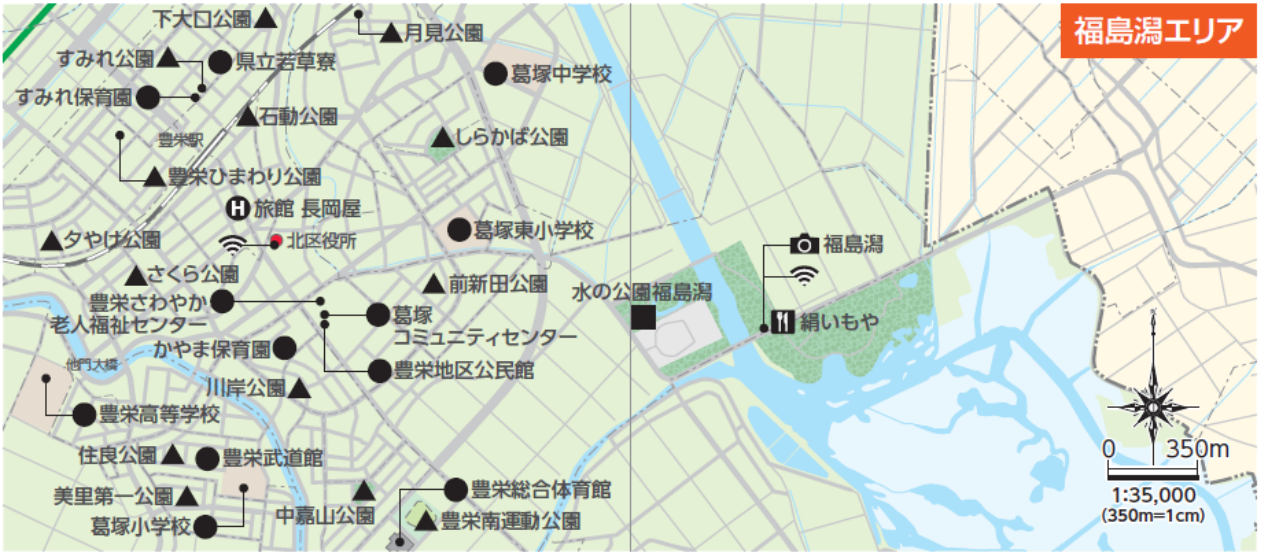 福島潟エリア
下大口公園
月見公園
すみれ公園
県立若草寮
葛塚中学校
すみれ保育園
石動公園
豊栄駅
しらかば公園
豊栄ひまわり公園
H 旅館 長岡屋
葛塚東小学校
夕やけ公園
北区役所
福島潟
さくら公園
前新田公園
水の公園福島潟
豊栄さわやか
老人福祉センター
葛塚
コミュニティセンター
絹いもや
かやま保育園
他門大橋
豊栄地区公民館
川岸公園
豊栄高等学校
住良公園
豊栄武道館
美里第一公園
豊栄総合体育館
中嘉山公園
豊栄南運動公園
葛塚小学校
0 350m
1:35,000
(350m=1cm)